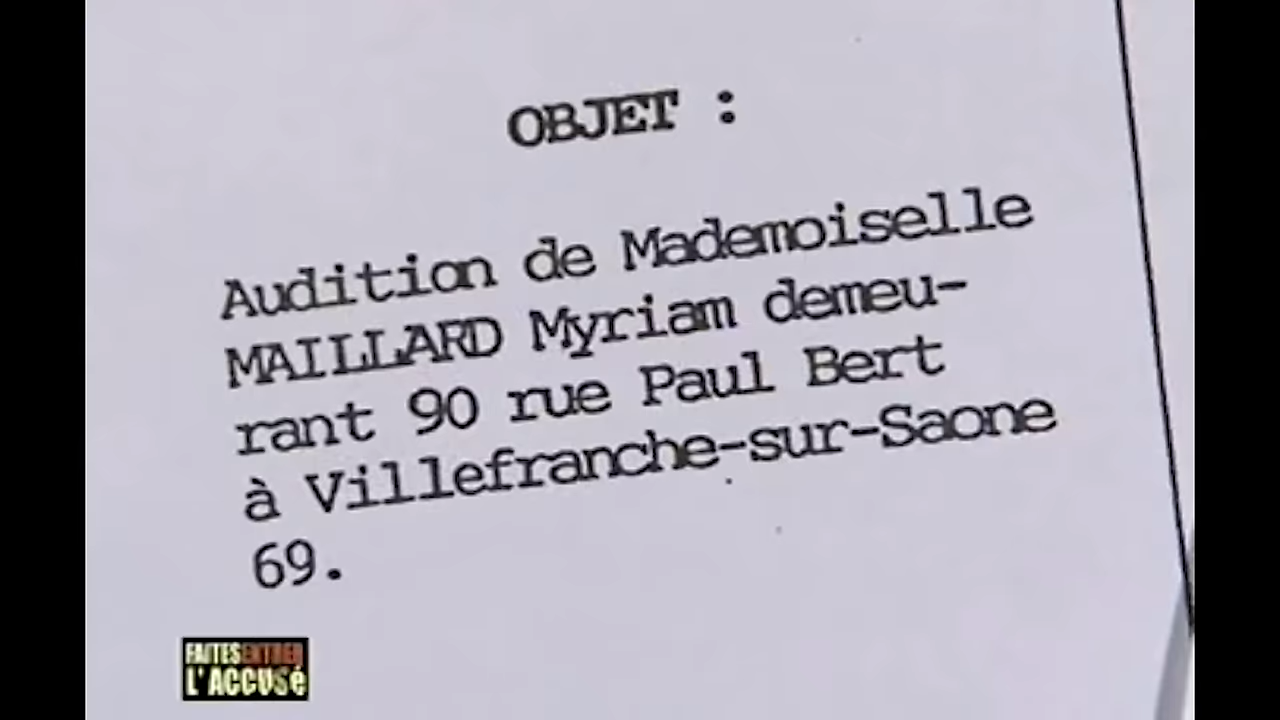 OBJET :
Audition de Mademoiselle
MAILLARD Myriam demeu-
rant 90 rue Paul Bert
à Villefranche-sur-Saone
69.
FAITES ENTRER
L'ACCUSé